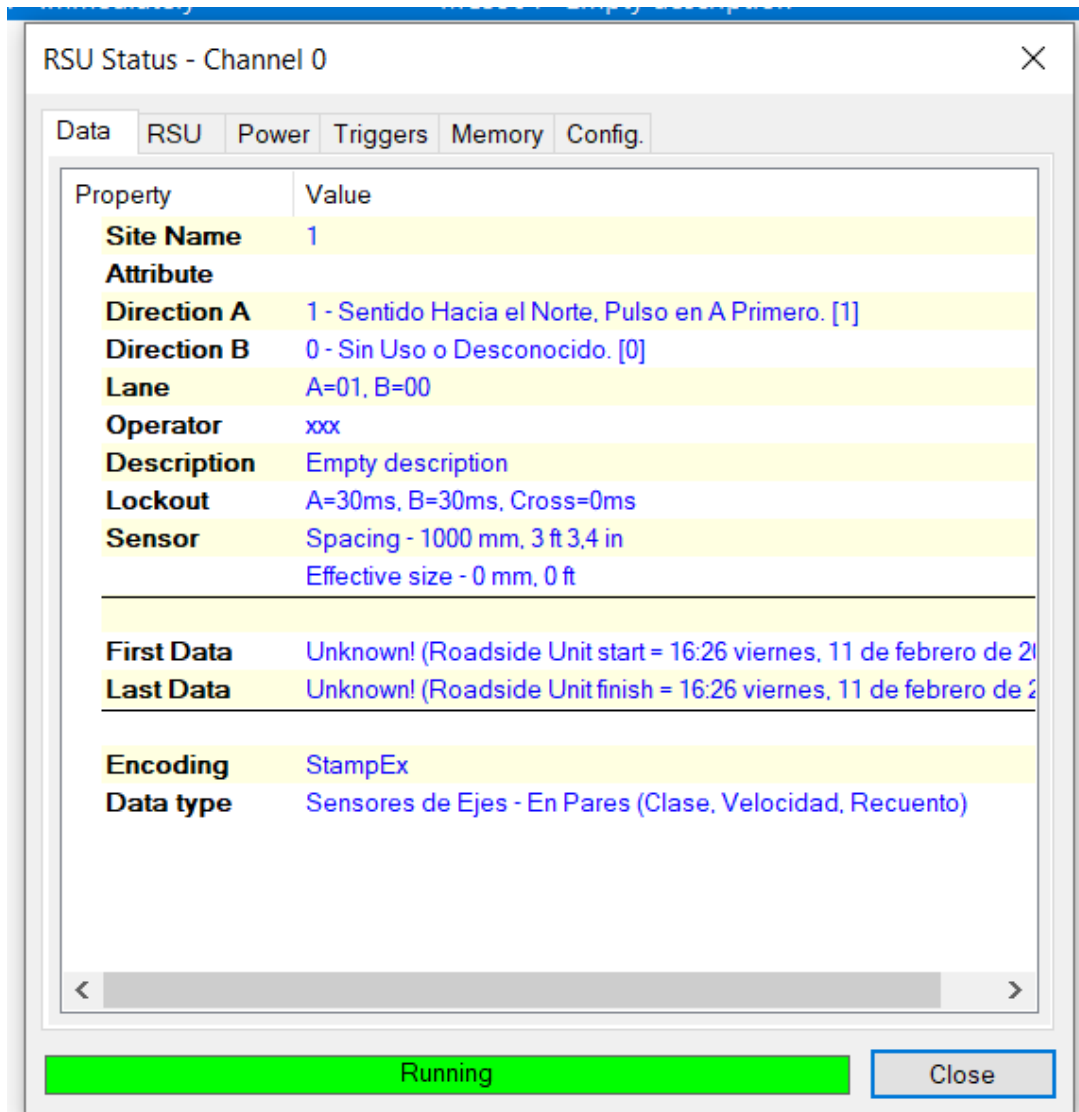 RSU Status - Channel 0
Data RSU Power Triggers Memory Config.
Property Value
Site Name 1
Attribute
Direction A 1 - Sentido Hacia el Norte, Pulso en A Primero. [1]
Direction B 0 - Sin Uso o Desconocido. [0]
Lane A=01, B=00
Operator xxx
Description Empty description
Lockout A=30ms, B=30ms, Cross=0ms
Sensor Spacing - 1000 mm, 3 ft 3,4 in
Effective size - 0 mm, 0 ft
First Data Unknown! (Roadside Unit start = 16:26 viernes, 11 de febrero de
Last Data Unknown! (Roadside Unit finish = 16:26 viernes, 11 de febrero de
Encoding StampEx
Data type Sensores de Ejes - En Pares (Clase, Velocidad, Recuento)
Running Close